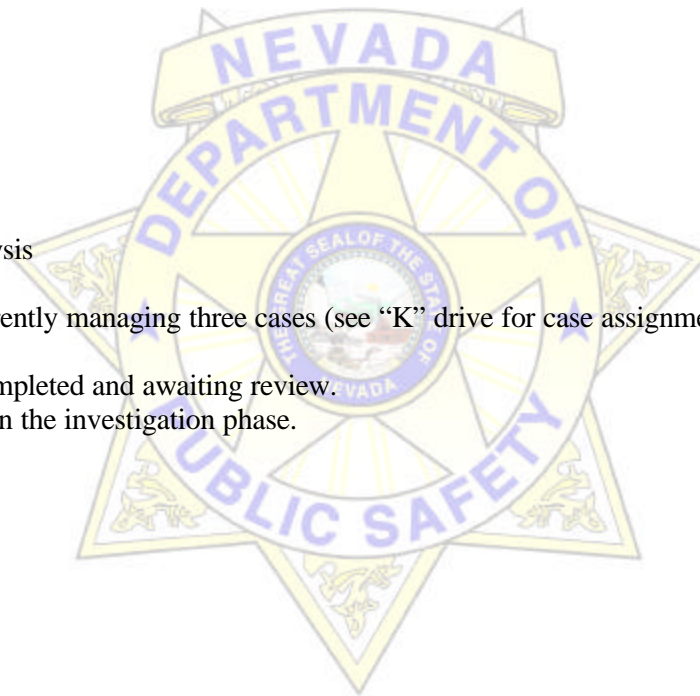 NEVADA
DEPARTMENT OF
THE GREAT SEAL OF THE STATE OF
NEVADA
PUBLIC SAFETY
ysis
rently managing three cases (see “K” drive for case assignme
mpleted and awaiting review.
n the investigation phase.